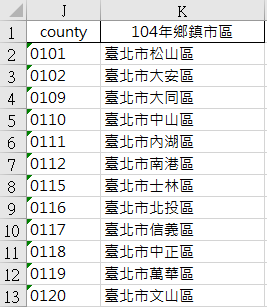 J K
1 county 104年鄉鎮市區
2 0101 臺北市松山區
3 0102 臺北市大安區
4 0109 臺北市大同區
5 0110 臺北市中山區
6 0111 臺北市內湖區
7 0112 臺北市南港區
8 0115 臺北市士林區
9 0116 臺北市北投區
10 0117 臺北市信義區
11 0118 臺北市中正區
12 0119 臺北市萬華區
13 0120 臺北市文山區